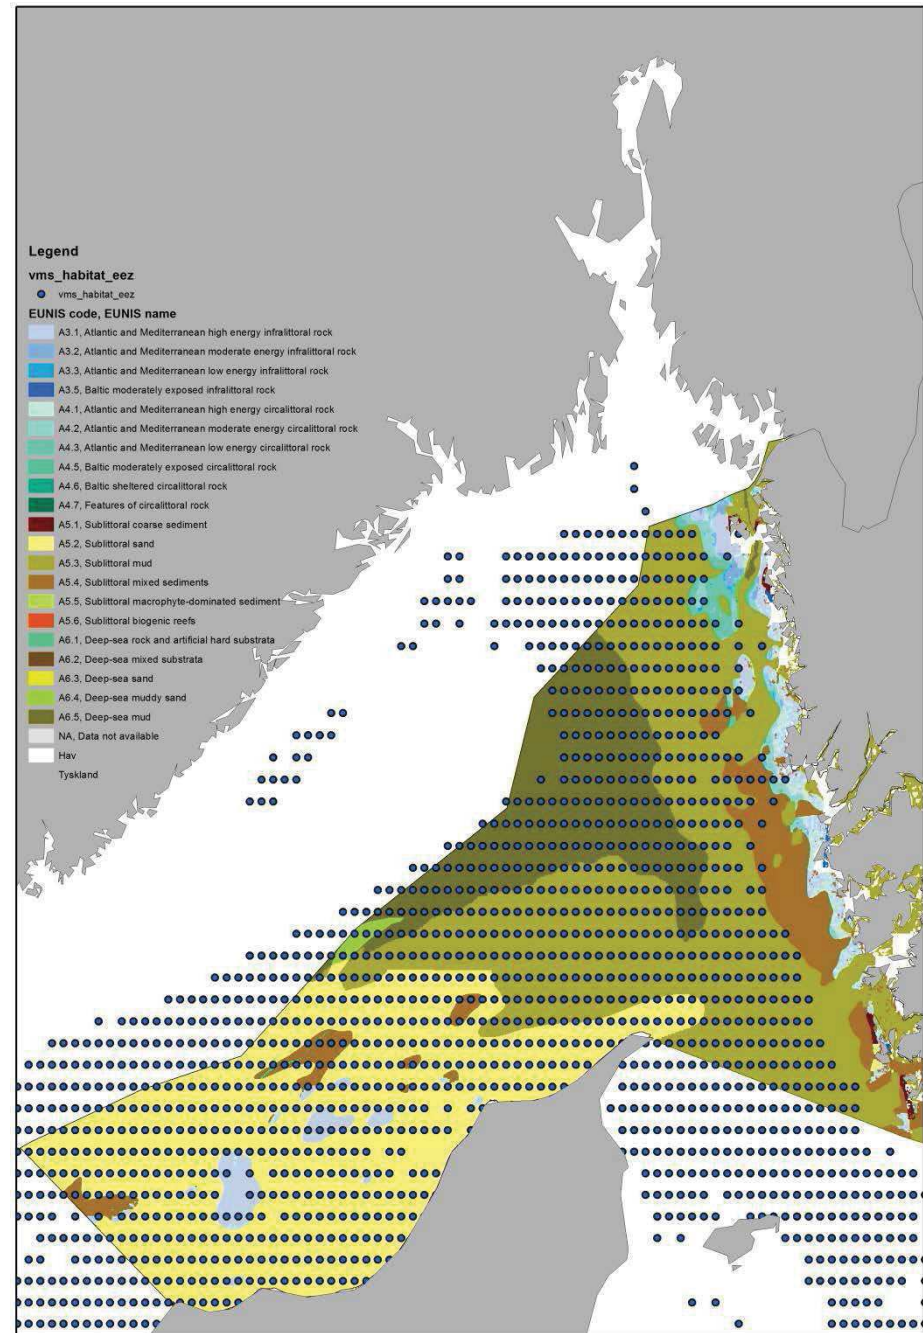 Legend
vms_habitat_eez
vms_habitat_eez
EUNIS code, EUNIS name
A3.1, Atlantic and Mediterranean high energy infralittoral rock
A3.2, Atlantic and Mediterranean moderate energy infralittoral rock
A3.3, Atlantic and Mediterranean low energy infralittoral rock
A3.5, Baltic moderately exposed infralittoral rock
A4.1, Atlantic and Mediterranean high energy circalittoral rock
A4.2, Atlantic and Mediterranean moderate energy circalittoral rock
A4.3, Atlantic and Mediterranean low energy circalittoral rock
A4.5, Baltic moderately exposed circalittoral rock
A4.6, Baltic sheltered circalittoral rock
A4.7, Features of circalittoral rock
A5.1, Sublittoral coarse sediment
A5.2, Sublittoral sand
A5.3, Sublittoral mud
A5.4, Sublittoral mixed sediments
A5.5, Sublittoral macrophyte-dominated sediment
A5.6, Sublittoral biogenic reefs
A6.1, Deep-sea rock and artificial hard substrata
A6.2, Deep-sea mixed substrata
A6.3, Deep-sea sand
A6.4, Deep-sea muddy sand
A6.5, Deep-sea mud
NA, Data not available
Hav
Tyskland